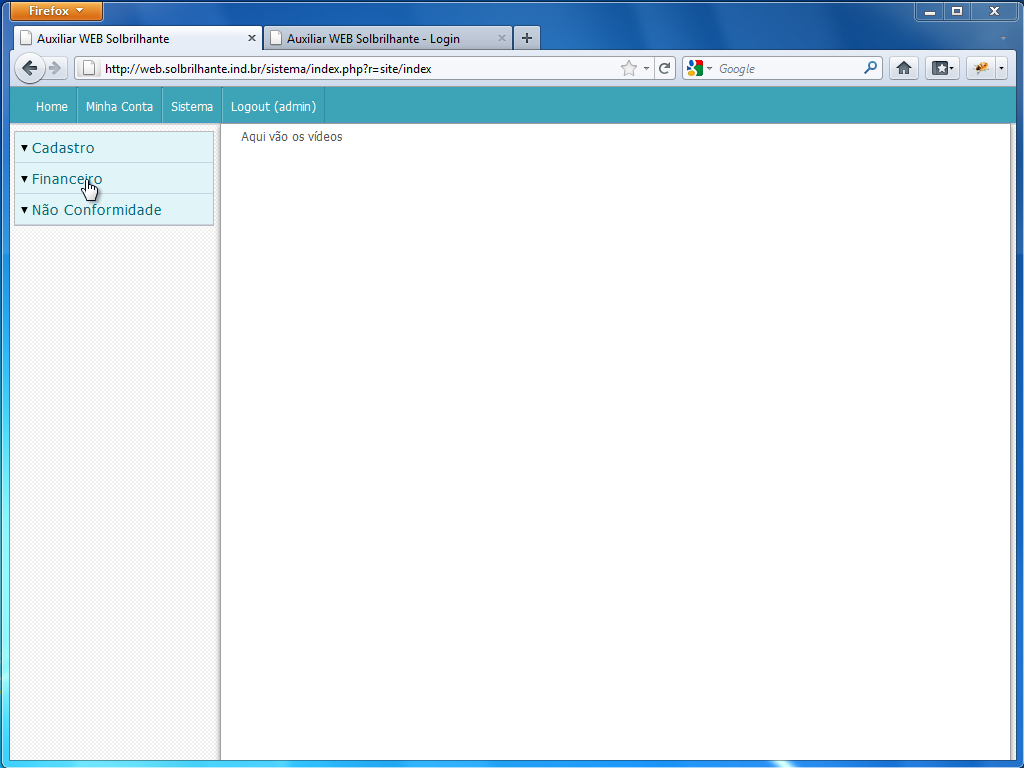 Firefox
Auxiliar WEB Solbrilhante
Auxiliar WEB Solbrilhante - Login
http://web.solbrilhante.ind.br/sistema/index.php?r=site/index
Google
Home
Minha Conta
Sistema
Logout (admin)
Cadastro
Financeiro
Não Conformidade
Aqui vão os vídeos